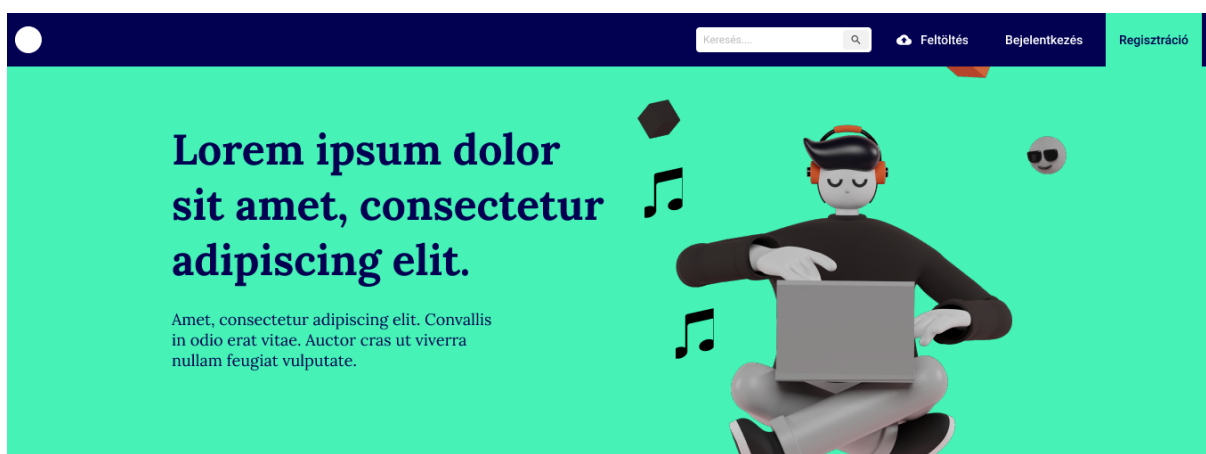 Keresés....
Feltöltés
Bejelentkezés
Regisztráció
Lorem ipsum dolor
sit amet, consectetur
adipiscing elit.
Amet, consectetur adipiscing elit. Convallis
in odio erat vitae. Auctor cras ut viverra
nullam feugiat vulputate.